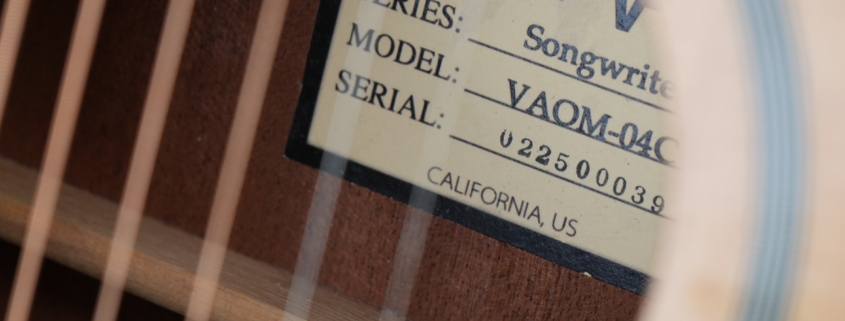 V
ERIES: Songwrite
MODEL: VAOM-04C
SERIAL: 022500039
CALIFORNIA, US